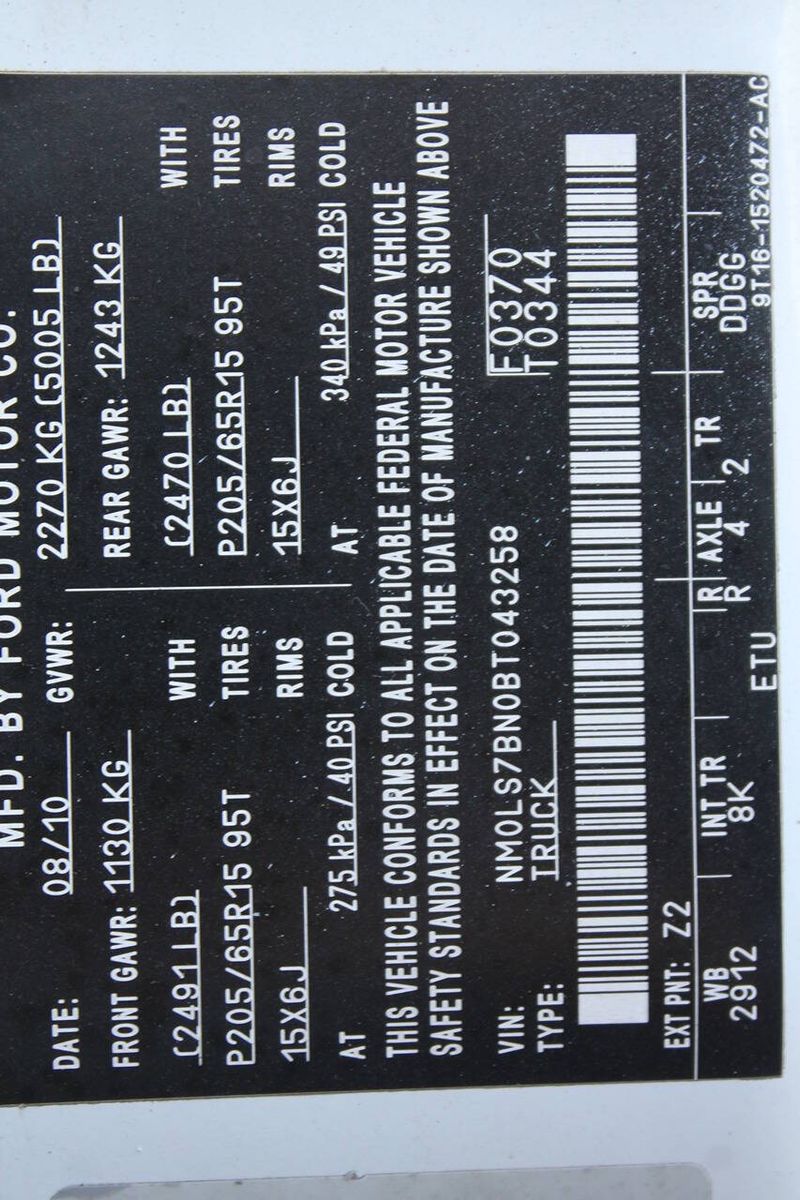 MFD. BY FORD MOTOR CO.
DATE: 08/10 GVWR: 2270 KG (5005 LB)
FRONT GAWR: 1130 KG REAR GAWR: 1243 KG
(2491 LB) WITH (2470 LB) WITH
P205/65R15 95T TIRES P205/65R15 95T TIRES
15X6J RIMS 15X6J RIMS
AT 275 kPa / 40 PSI COLD AT 340 kPa / 49 PSI COLD
THIS VEHICLE CONFORMS TO ALL APPLICABLE FEDERAL MOTOR VEHICLE
SAFETY STANDARDS IN EFFECT ON THE DATE OF MANUFACTURE SHOWN ABOVE
VIN: NM0LS7BN0BT043258 F0370
TYPE: TRUCK T0344
EXT PNT: Z2
WB INT TR R AXLE TR SPR
2912 8K R 4 2 DDGG
ETU 9T16-1520472-AC